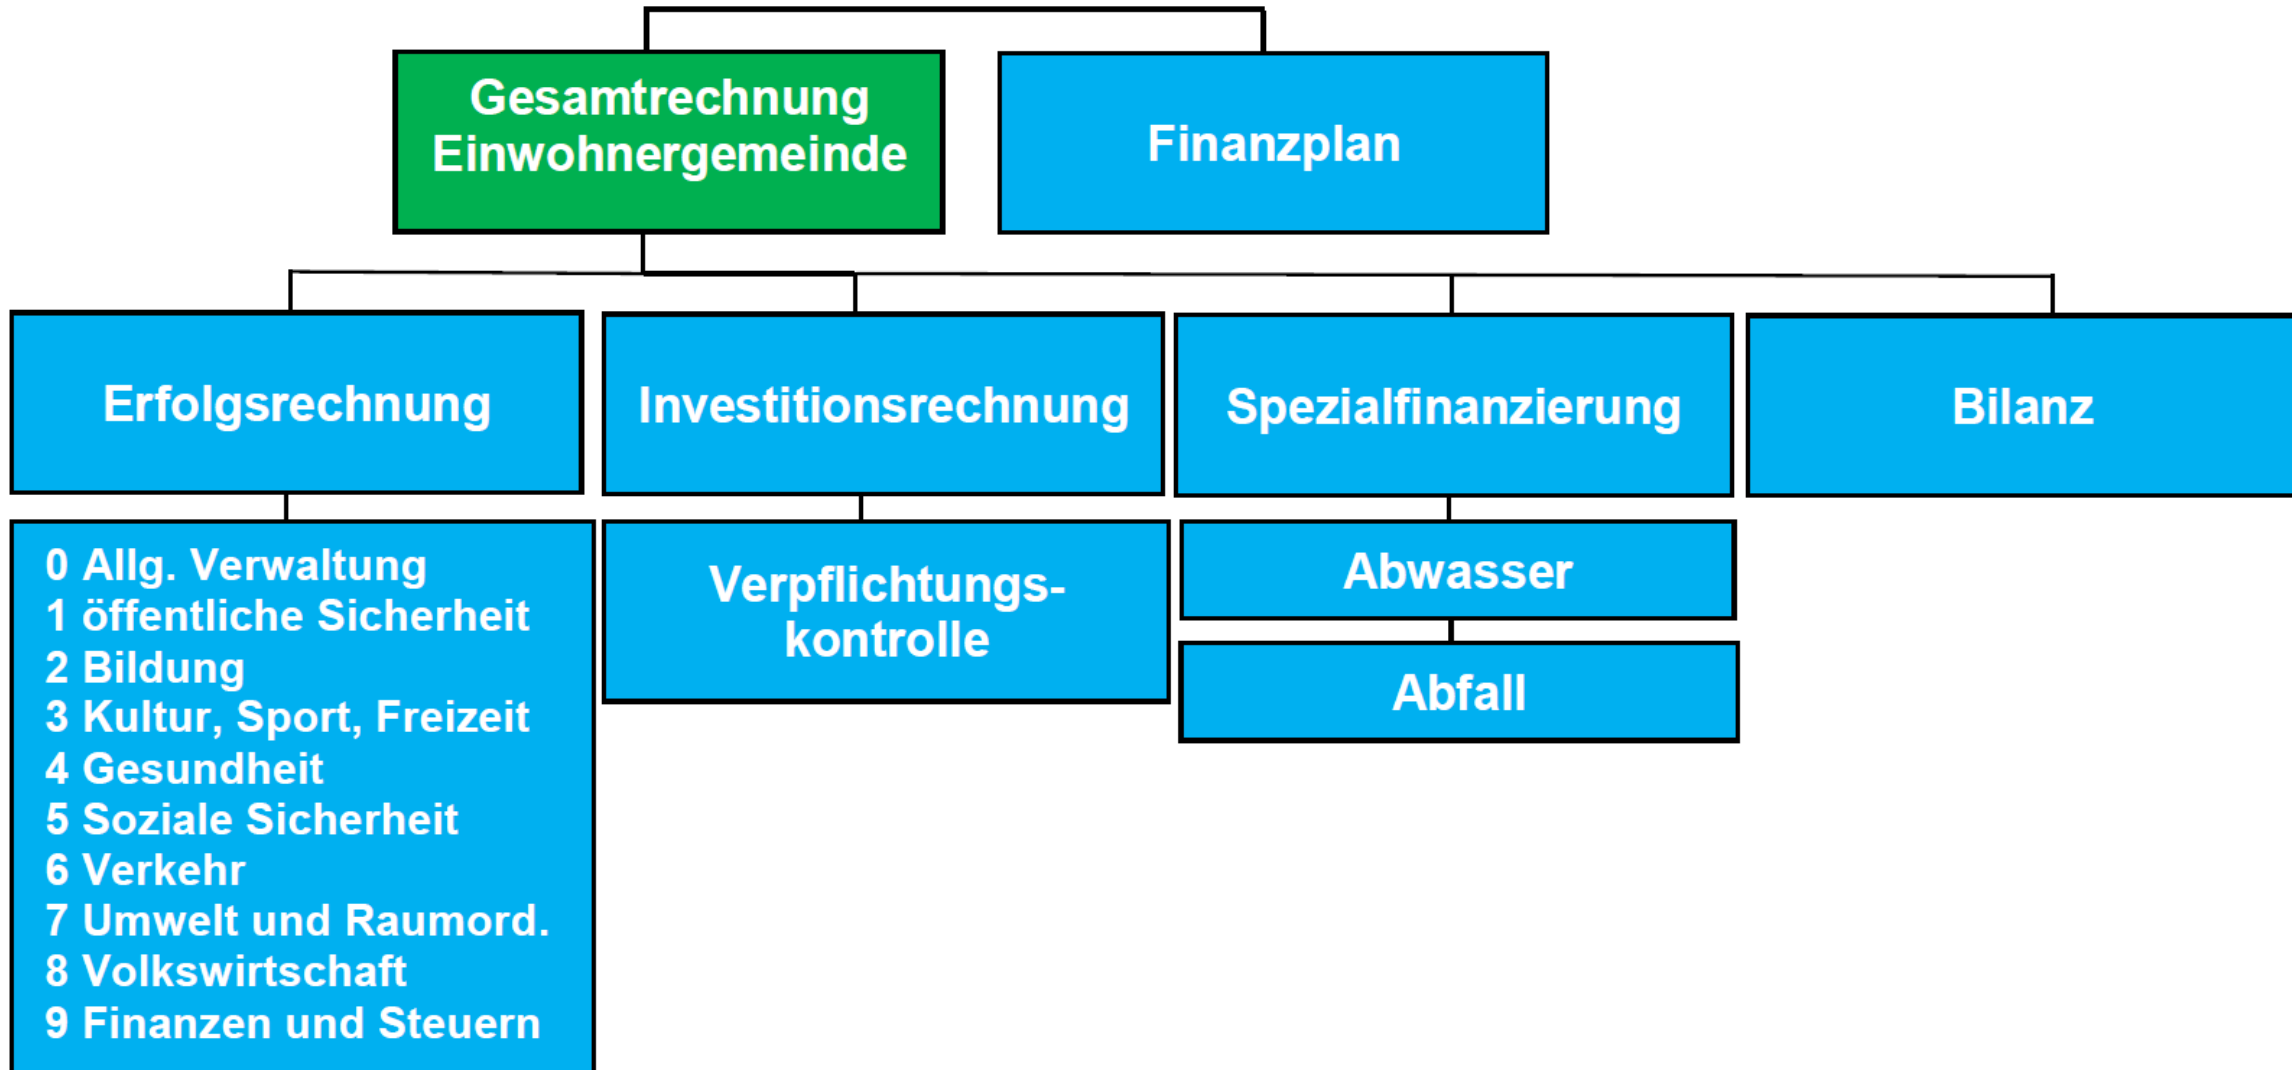 Gesamtrechnung
Einwohnergemeinde
Finanzplan
Erfolgsrechnung
Investitionsrechnung
Spezialfinanzierung
Bilanz
0 Allg. Verwaltung
1 öffentliche Sicherheit
2 Bildung
3 Kultur, Sport, Freizeit
4 Gesundheit
5 Soziale Sicherheit
6 Verkehr
7 Umwelt und Raumord.
8 Volkswirtschaft
9 Finanzen und Steuern
Verpflichtungs-
kontrolle
Abwasser
Abfall